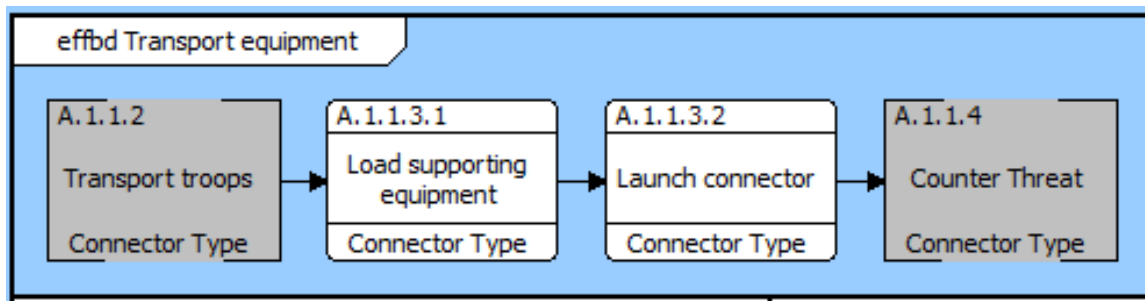 effbd Transport equipment
A.1.1.2
Transport troops
Connector Type
A.1.1.3.1
Load supporting
equipment
Connector Type
A.1.1.3.2
Launch connector
Connector Type
A.1.1.4
Counter Threat
Connector Type